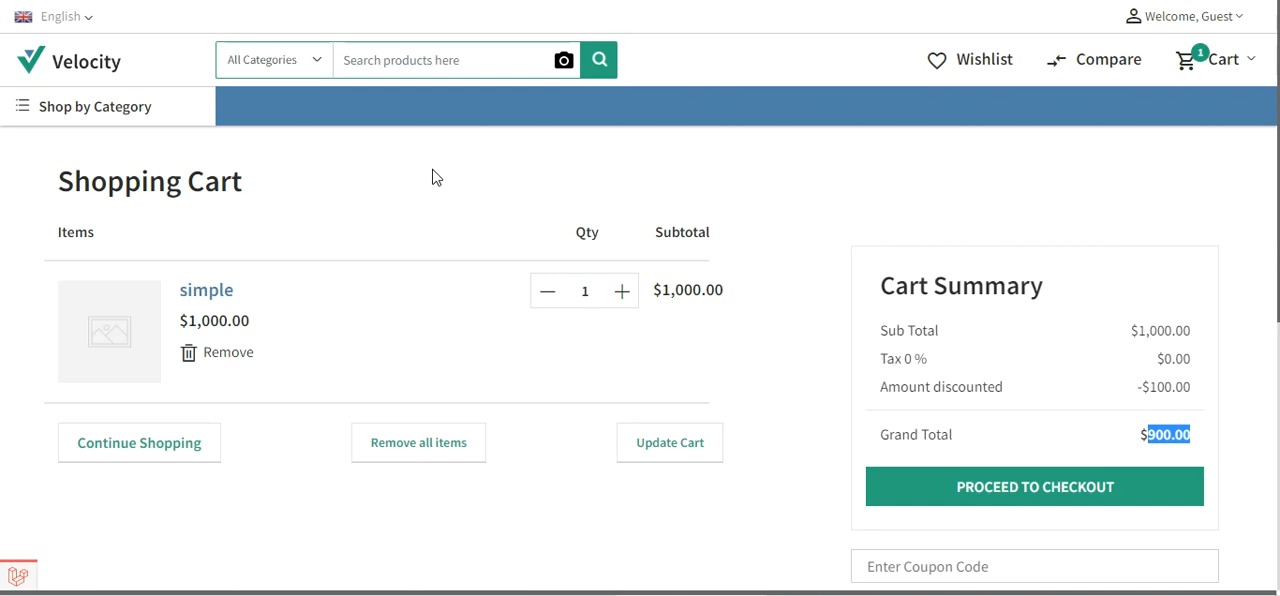 English
Welcome, Guest
Velocity
All Categories
Search products here
Wishlist
Compare
1
Cart
Shop by Category
Shopping Cart
Items Qty Subtotal
simple
$1,000.00
Remove
1
$1,000.00
Continue Shopping
Remove all items
Update Cart
Cart Summary
Sub Total $1,000.00
Tax 0 % $0.00
Amount discounted -$100.00
Grand Total $900.00
PROCEED TO CHECKOUT
Enter Coupon Code